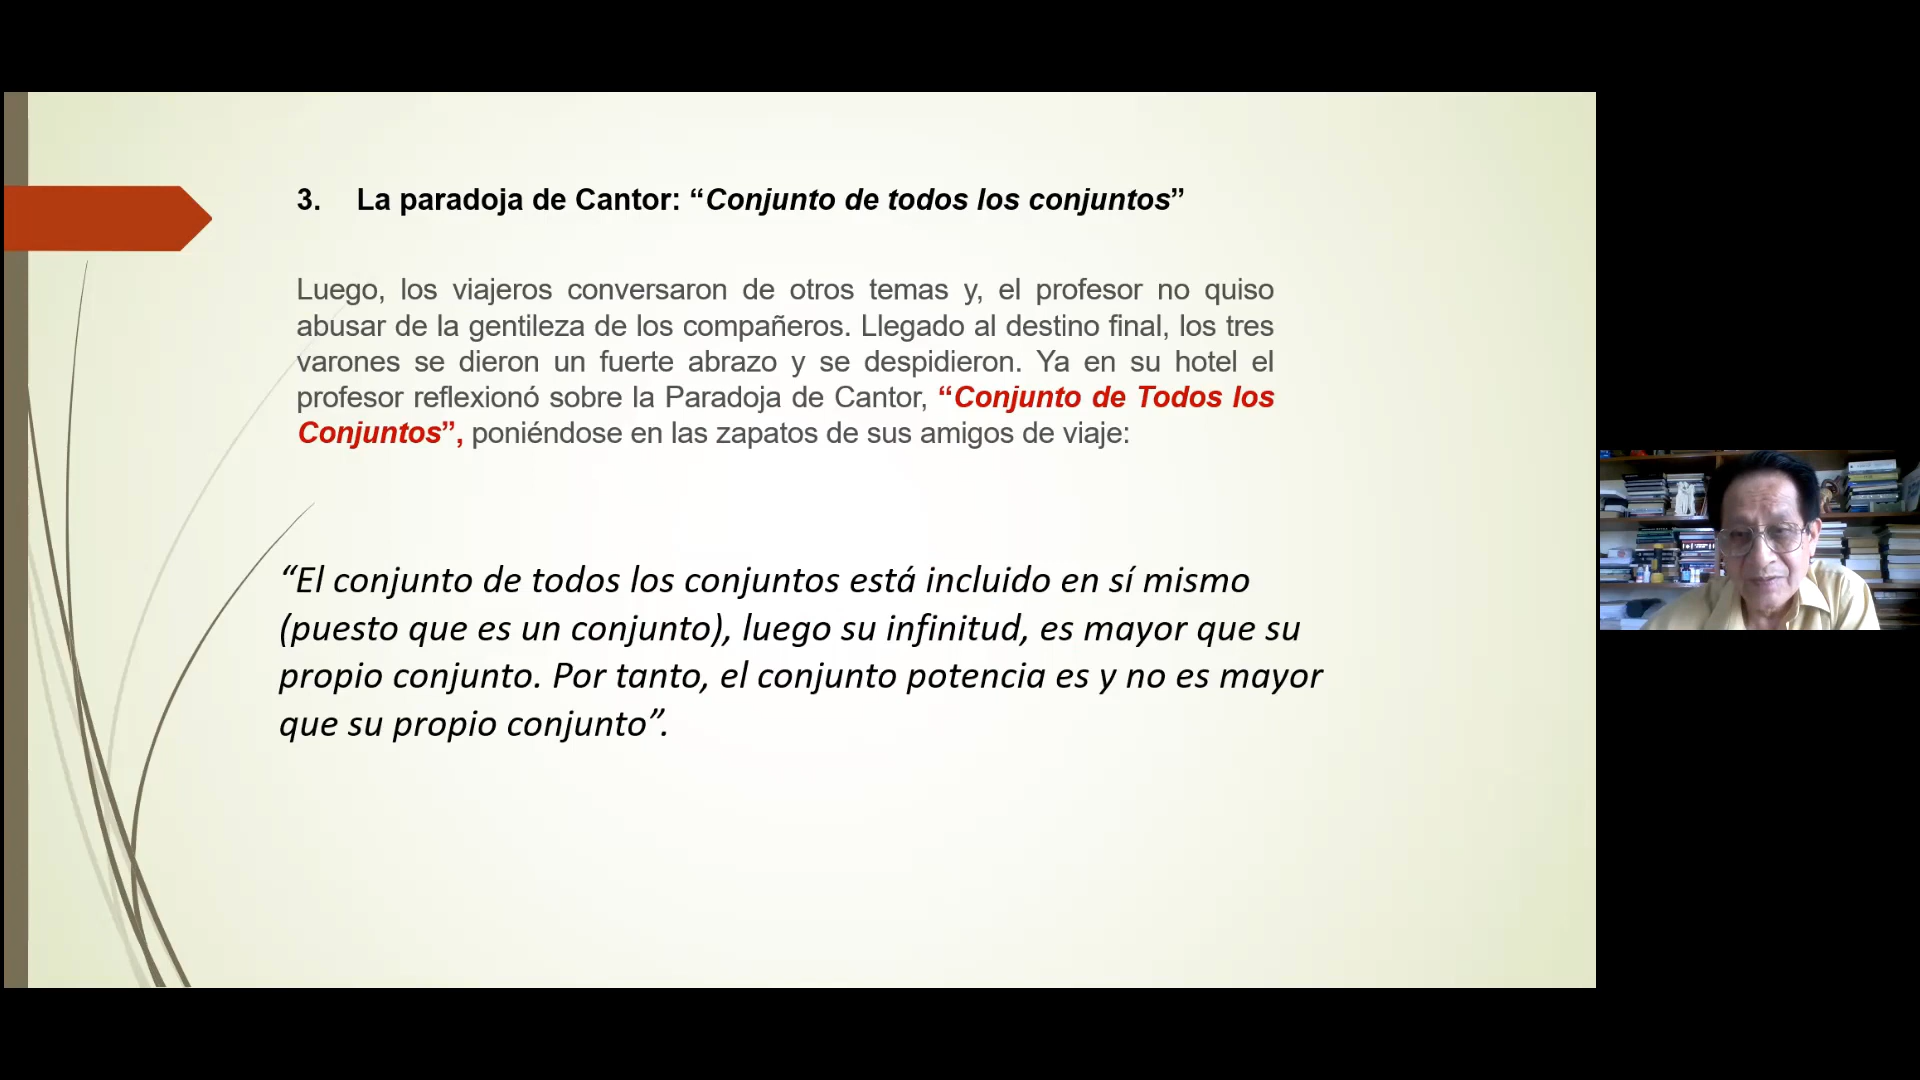 3. La paradoja de Cantor: “Conjunto de todos los conjuntos”
Luego, los viajeros conversaron de otros temas y, el profesor no quiso
abusar de la gentileza de los compañeros. Llegado al destino final, los tres
varones se dieron un fuerte abrazo y se despidieron. Ya en su hotel el
profesor reflexionó sobre la Paradoja de Cantor, “Conjunto de Todos los
Conjuntos”, poniéndose en las zapatos de sus amigos de viaje:
“El conjunto de todos los conjuntos está incluido en sí mismo
(puesto que es un conjunto), luego su infinitud, es mayor que su
propio conjunto. Por tanto, el conjunto potencia es y no es mayor
que su propio conjunto”.